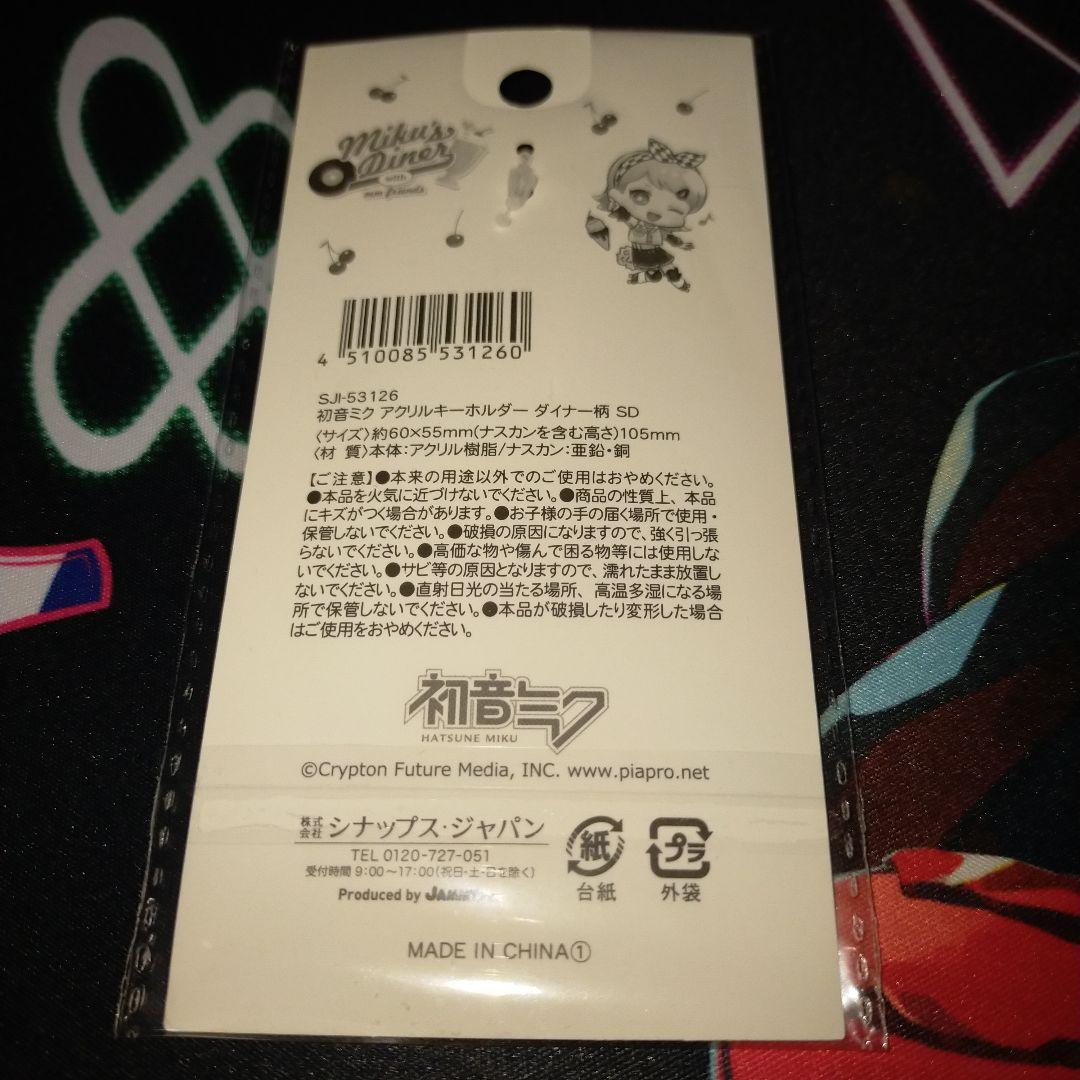 Miku's
Diner
with
mm friends
4 510085 531260
SJI-53126
初音ミク アクリルキーホルダー ダイナー柄 SD
〈サイズ〉約60×55mm(ナスカンを含む高さ)105mm
〈材 質〉本体:アクリル樹脂/ナスカン:亜鉛・銅
【ご注意】●本来の用途以外でのご使用はおやめください。
●本品を火気に近づけないでください。●商品の性質上、本品
にキズがつく場合があります。●お子様の手の届く場所で使用・
保管しないでください。●破損の原因になりますので、強く引っ張
らないでください。●高価な物や傷んで困る物等には使用しな
いでください。●サビ等の原因となりますので、濡れたまま放置し
ないでください。●直射日光の当たる場所、高温多湿になる場
所で保管しないでください。●本品が破損したり変形した場合
はご使用をおやめください。
初音ミク
HATSUNE MIKU
©Crypton Future Media, INC. www.piapro.net
株式会社 シナップス・ジャパン
TEL 0120-727-051
受付時間 9:00〜17:00(祝日・土・日を除く)
Produced by
紙
台紙
プラ
外袋
MADE IN CHINA①